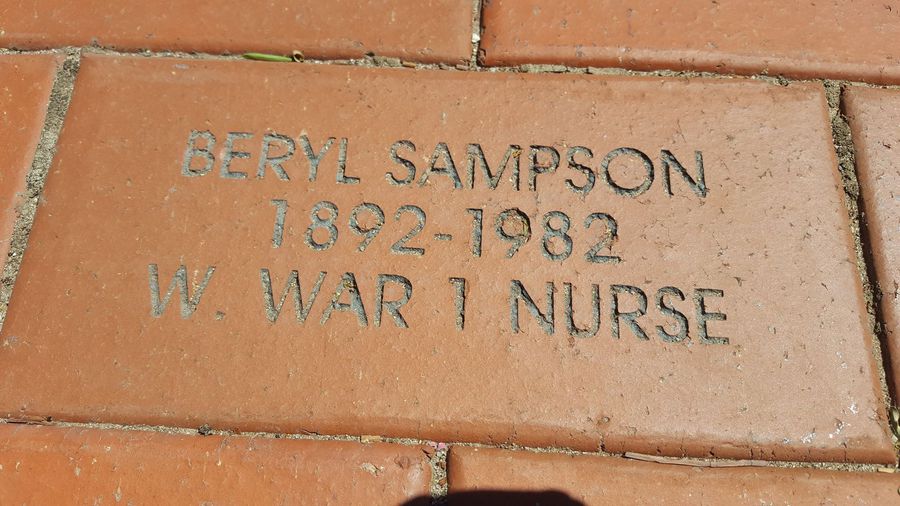 BERYL SAMPSON
1892-1982
W. WAR 1 NURSE